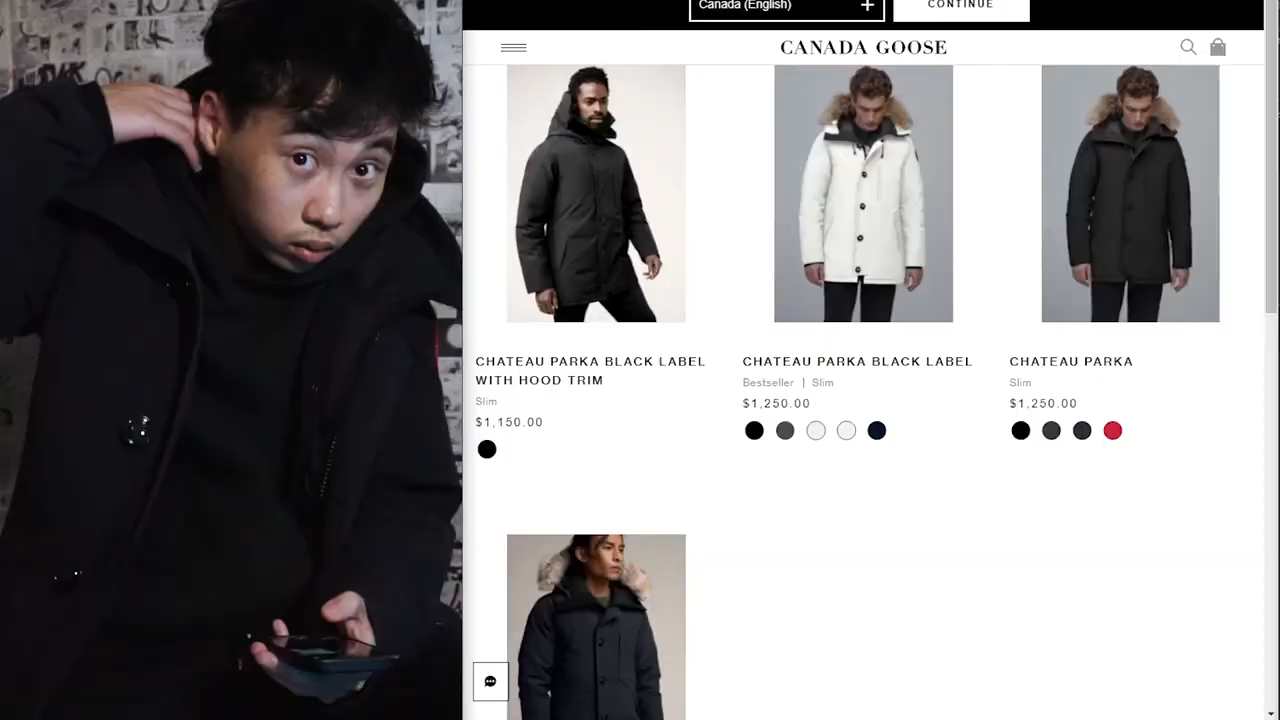 Canada (English)
+
CONTINUE
CANADA GOOSE
CHATEAU PARKA BLACK LABEL
WITH HOOD TRIM
Slim
$1,150.00
CHATEAU PARKA BLACK LABEL
Bestseller | Slim
$1,250.00
CHATEAU PARKA
Slim
$1,250.00